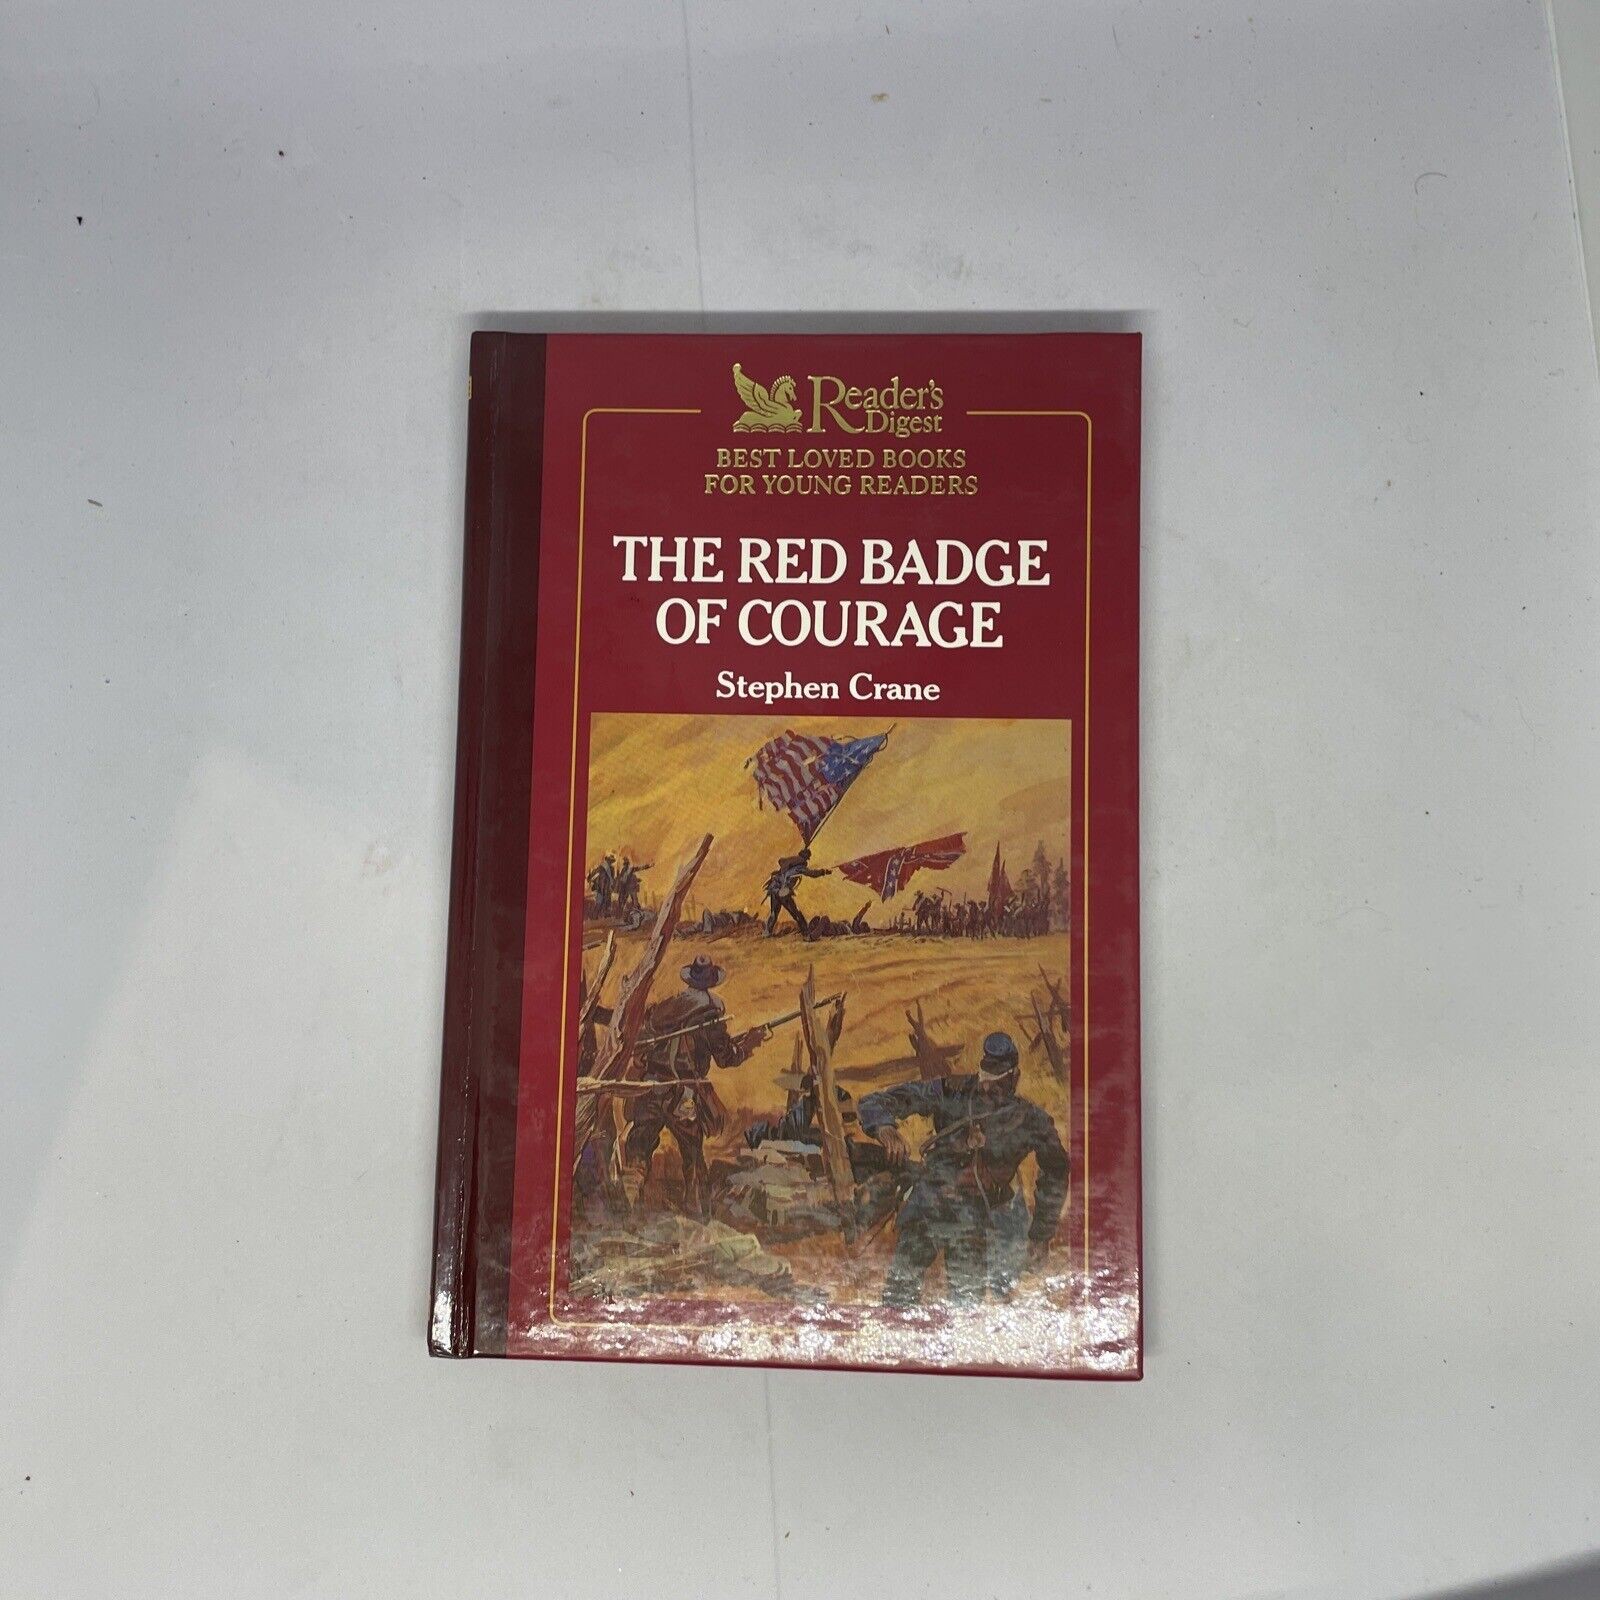 Reader's
Digest
BEST LOVED BOOKS
FOR YOUNG READERS
THE RED BADGE
OF COURAGE
Stephen Crane